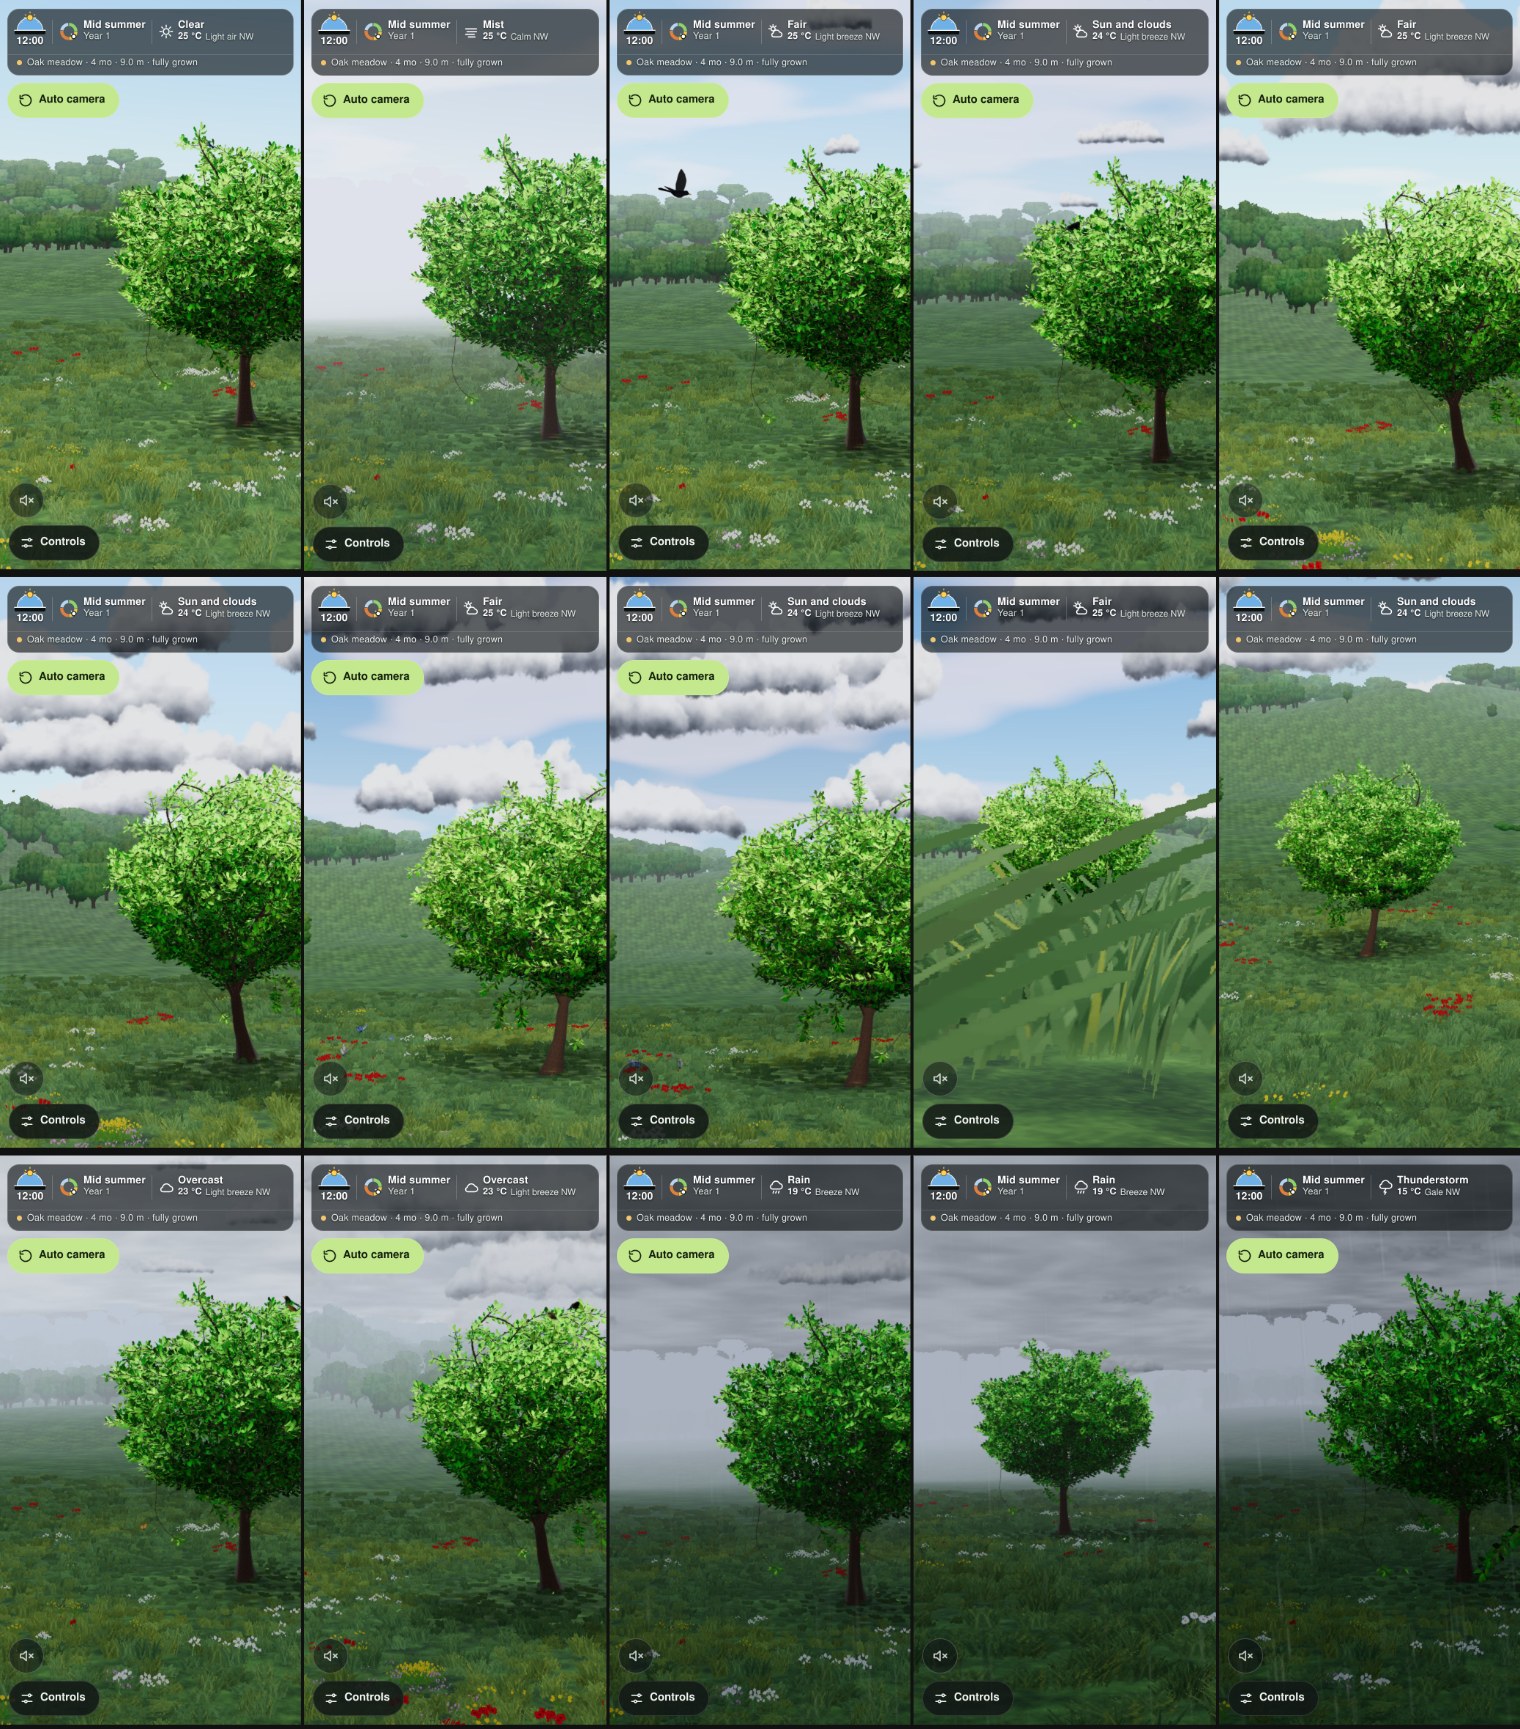 Mid summer Clear
12:00 Year 1 25 °C Light air NW
Oak meadow · 4 mo · 9.0 m · fully grown
Auto camera
Controls
Mid summer Mist
12:00 Year 1 25 °C Calm NW
Oak meadow · 4 mo · 9.0 m · fully grown
Auto camera
Controls
Mid summer Fair
12:00 Year 1 25 °C Light breeze NW
Oak meadow · 4 mo · 9.0 m · fully grown
Auto camera
Controls
Mid summer Sun and clouds
12:00 Year 1 24 °C Light breeze NW
Oak meadow · 4 mo · 9.0 m · fully grown
Auto camera
Controls
Mid summer Fair
12:00 Year 1 25 °C Light breeze NW
Oak meadow · 4 mo · 9.0 m · fully grown
Auto camera
Controls
Mid summer Sun and clouds
12:00 Year 1 24 °C Light breeze NW
Oak meadow · 4 mo · 9.0 m · fully grown
Auto camera
Controls
Mid summer Fair
12:00 Year 1 25 °C Light breeze NW
Oak meadow · 4 mo · 9.0 m · fully grown
Auto camera
Controls
Mid summer Sun and clouds
12:00 Year 1 24 °C Light breeze NW
Oak meadow · 4 mo · 9.0 m · fully grown
Auto camera
Controls
Mid summer Fair
12:00 Year 1 25 °C Light breeze NW
Oak meadow · 4 mo · 9.0 m · fully grown
Controls
Mid summer Sun and clouds
12:00 Year 1 24 °C Light breeze NW
Oak meadow · 4 mo · 9.0 m · fully grown
Controls
Mid summer Overcast
12:00 Year 1 23 °C Light breeze NW
Oak meadow · 4 mo · 9.0 m · fully grown
Auto camera
Controls
Mid summer Overcast
12:00 Year 1 23 °C Light breeze NW
Oak meadow · 4 mo · 9.0 m · fully grown
Auto camera
Controls
Mid summer Rain
12:00 Year 1 19 °C Breeze NW
Oak meadow · 4 mo · 9.0 m · fully grown
Auto camera
Controls
Mid summer Rain
12:00 Year 1 19 °C Breeze NW
Oak meadow · 4 mo · 9.0 m · fully grown
Controls
Mid summer Thunderstorm
12:00 Year 1 15 °C Gale NW
Oak meadow · 4 mo · 9.0 m · fully grown
Auto camera
Controls